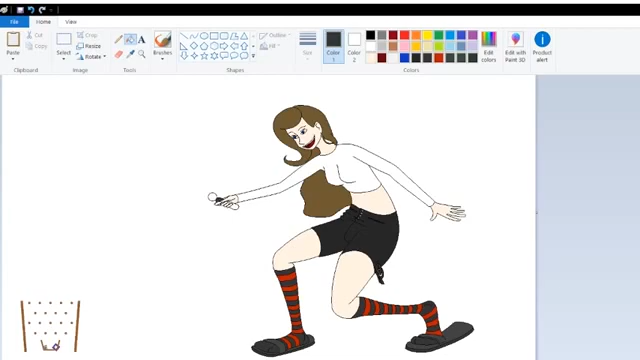 File Home View
Paste Cut Copy Select Crop Resize Rotate Brushes Outline Fill Size Color 1 Color 2 Edit colors Edit with Paint 3D Product alert
Clipboard Image Tools Shapes Colors